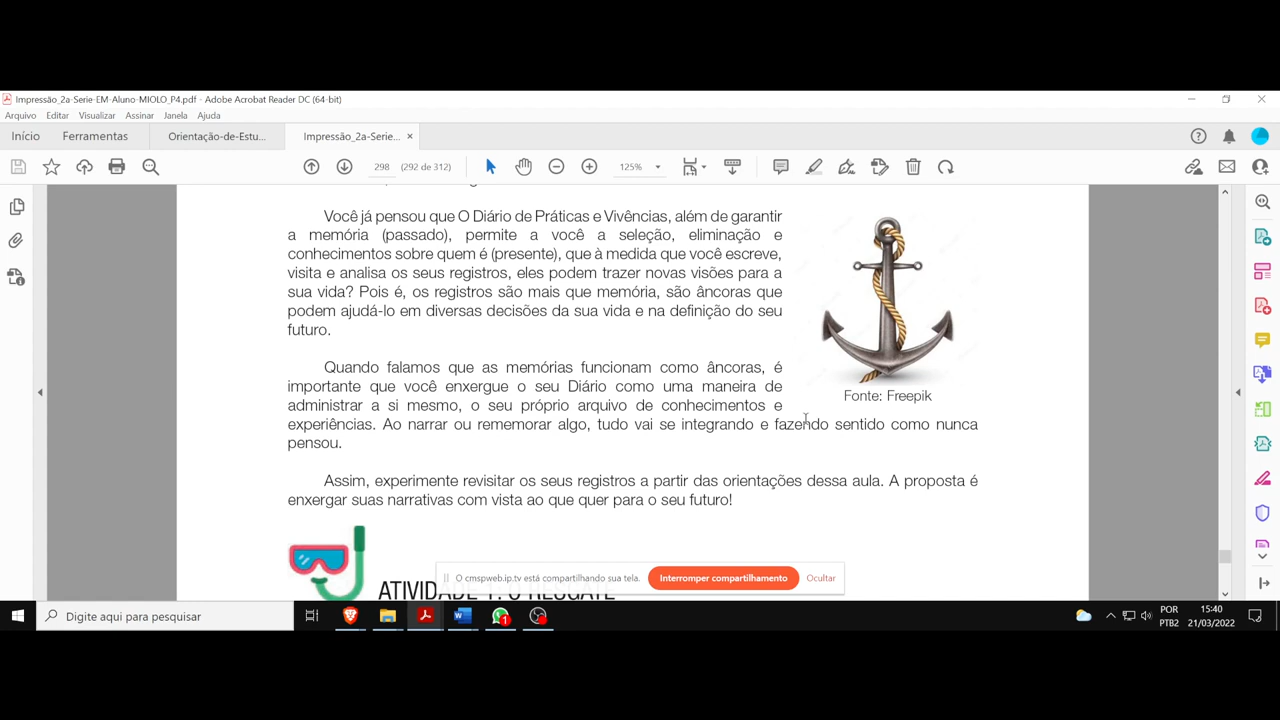 Impressão_2a-Serie-EM-Aluno-MIOLO_P4.pdf - Adobe Acrobat Reader DC (64-bit)
Arquivo Editar Visualizar Assinar Janela Ajuda
Início Ferramentas Orientação-de-Estu... Impressão_2a-Serie... ×
298 (292 de 312) 125%
Você já pensou que O Diário de Práticas e Vivências, além de garantir
a memória (passado), permite a você a seleção, eliminação e
conhecimentos sobre quem é (presente), que à medida que você escreve,
visita e analisa os seus registros, eles podem trazer novas visões para a
sua vida? Pois é, os registros são mais que memória, são âncoras que
podem ajudá-lo em diversas decisões da sua vida e na definição do seu
futuro.
Fonte: Freepik
Quando falamos que as memórias funcionam como âncoras, é
importante que você enxergue o seu Diário como uma maneira de
administrar a si mesmo, o seu próprio arquivo de conhecimentos e
experiências. Ao narrar ou rememorar algo, tudo vai se integrando e fazendo sentido como nunca
pensou.
Assim, experimente revisitar os seus registros a partir das orientações dessa aula. A proposta é
enxergar suas narrativas com vista ao que quer para o seu futuro!
ATIVIDADE 1: O RESGATE
O cmspweb.ip.tv está compartilhando sua tela. Interromper compartilhamento Ocultar
Digite aqui para pesquisar
1
POR 15:40
PTB2 21/03/2022